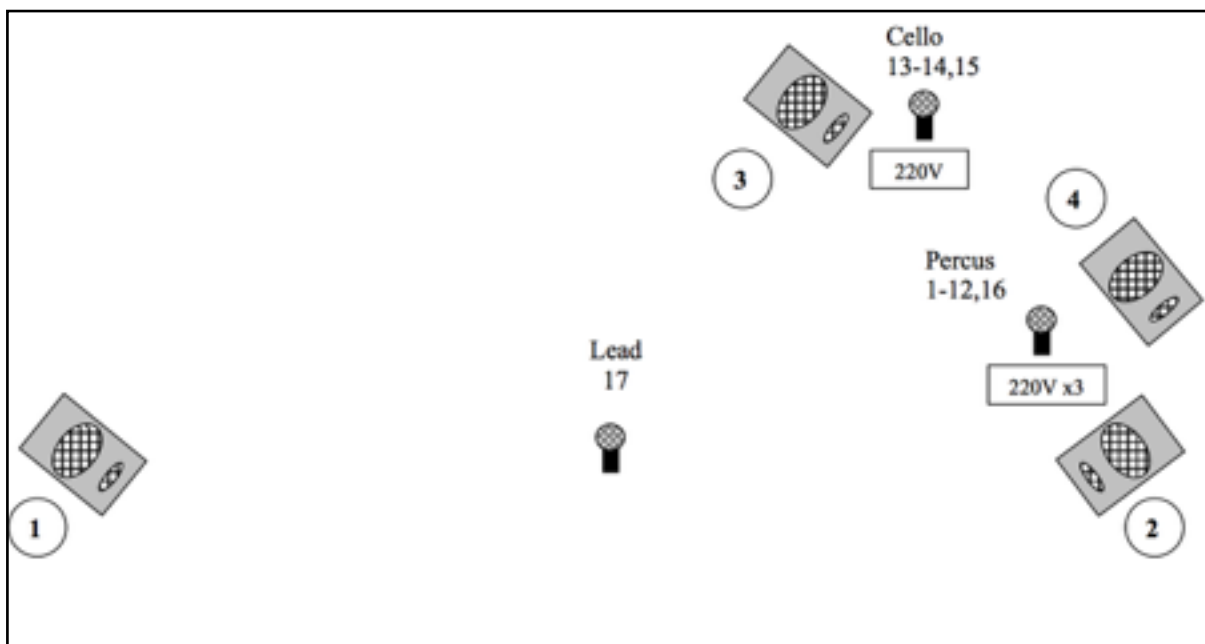 Cello
13-14,15
220V
3
4
Percus
1-12,16
220V x3
Lead
17
1
2